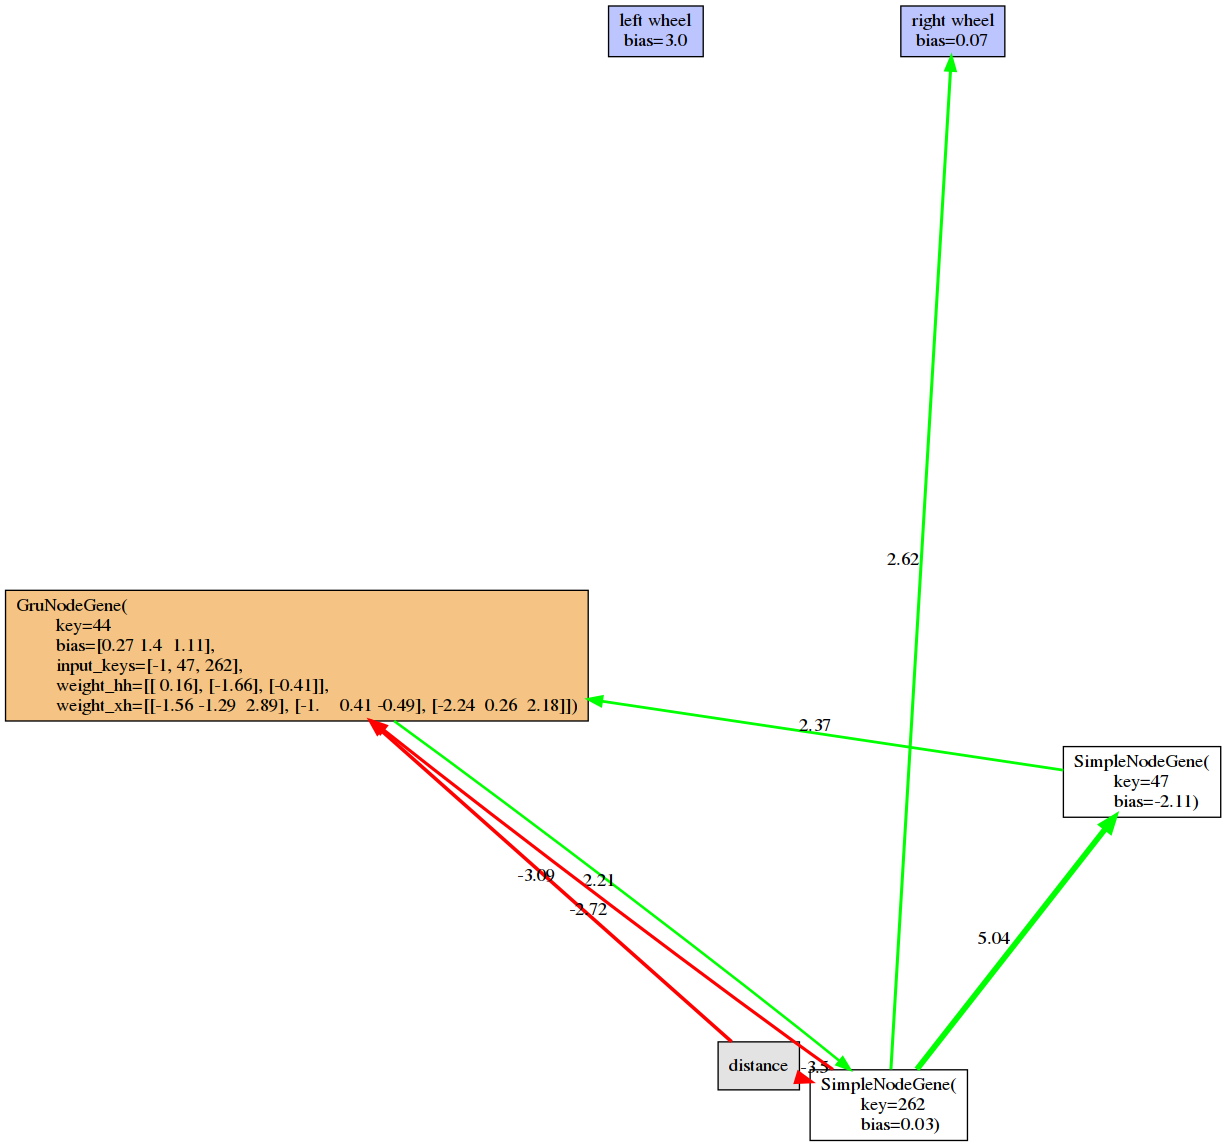 left wheel
bias=3.0
right wheel
bias=0.07
2.62
GruNodeGene(
key=44
bias=[0.27 1.4  1.11],
input_keys=[-1, 47, 262],
weight_hh=[[ 0.16], [-1.66], [-0.41]],
weight_xh=[[-1.56 -1.29  2.89], [-1.    0.41 -0.49], [-2.24  0.26  2.18]])
2.37
SimpleNodeGene(
key=47
bias=-2.11)
-3.09
2.21
-2.72
5.04
distance
-3.5
SimpleNodeGene(
key=262
bias=0.03)